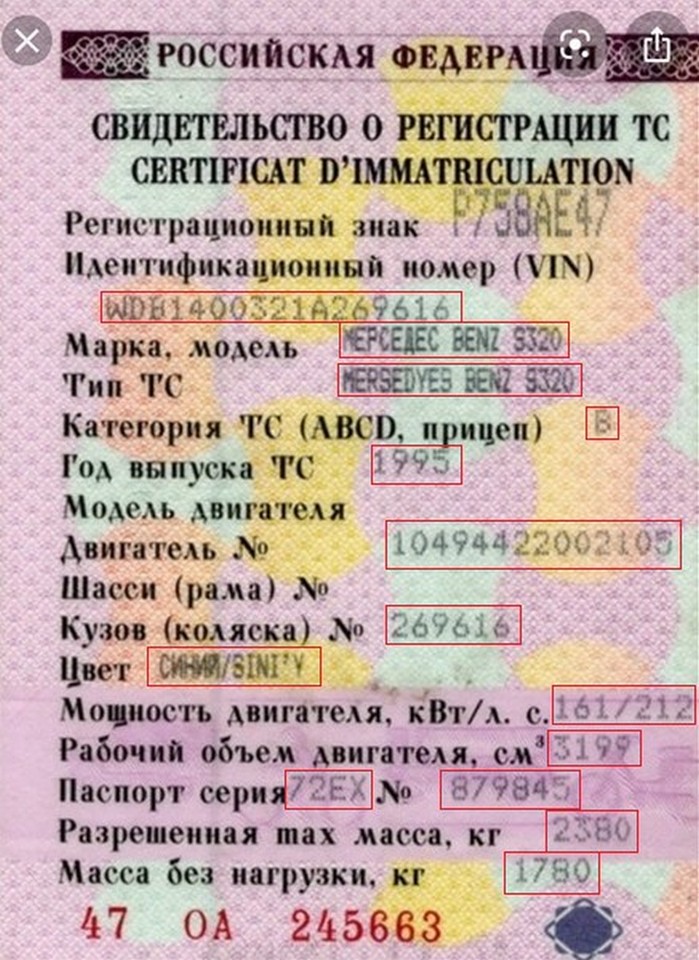 РОССИЙСКАЯ ФЕДЕРАЦИЯ
СВИДЕТЕЛЬСТВО О РЕГИСТРАЦИИ ТС
CERTIFICAT D'IMMATRICULATION
Регистрационный знак Р758АЕ47
Идентификационный номер (VIN)
WDB1400321A269616
Марка, модель МЕРСЕДЕС BENZ S320
Тип ТС MERSEDYES BENZ S320
Категория ТС (ABCD, прицеп) B
Год выпуска ТС 1995
Модель двигателя
Двигатель № 10494422002105
Шасси (рама) №
Кузов (коляска) № 269616
Цвет СИНИЙ/SINI'Y
Мощность двигателя, кВт/л. с. 161/212
Рабочий объем двигателя, см³ 3199
Паспорт серия 72ЕХ № 879845
Разрешенная max масса, кг 2380
Масса без нагрузки, кг 1780
47 ОА 245663